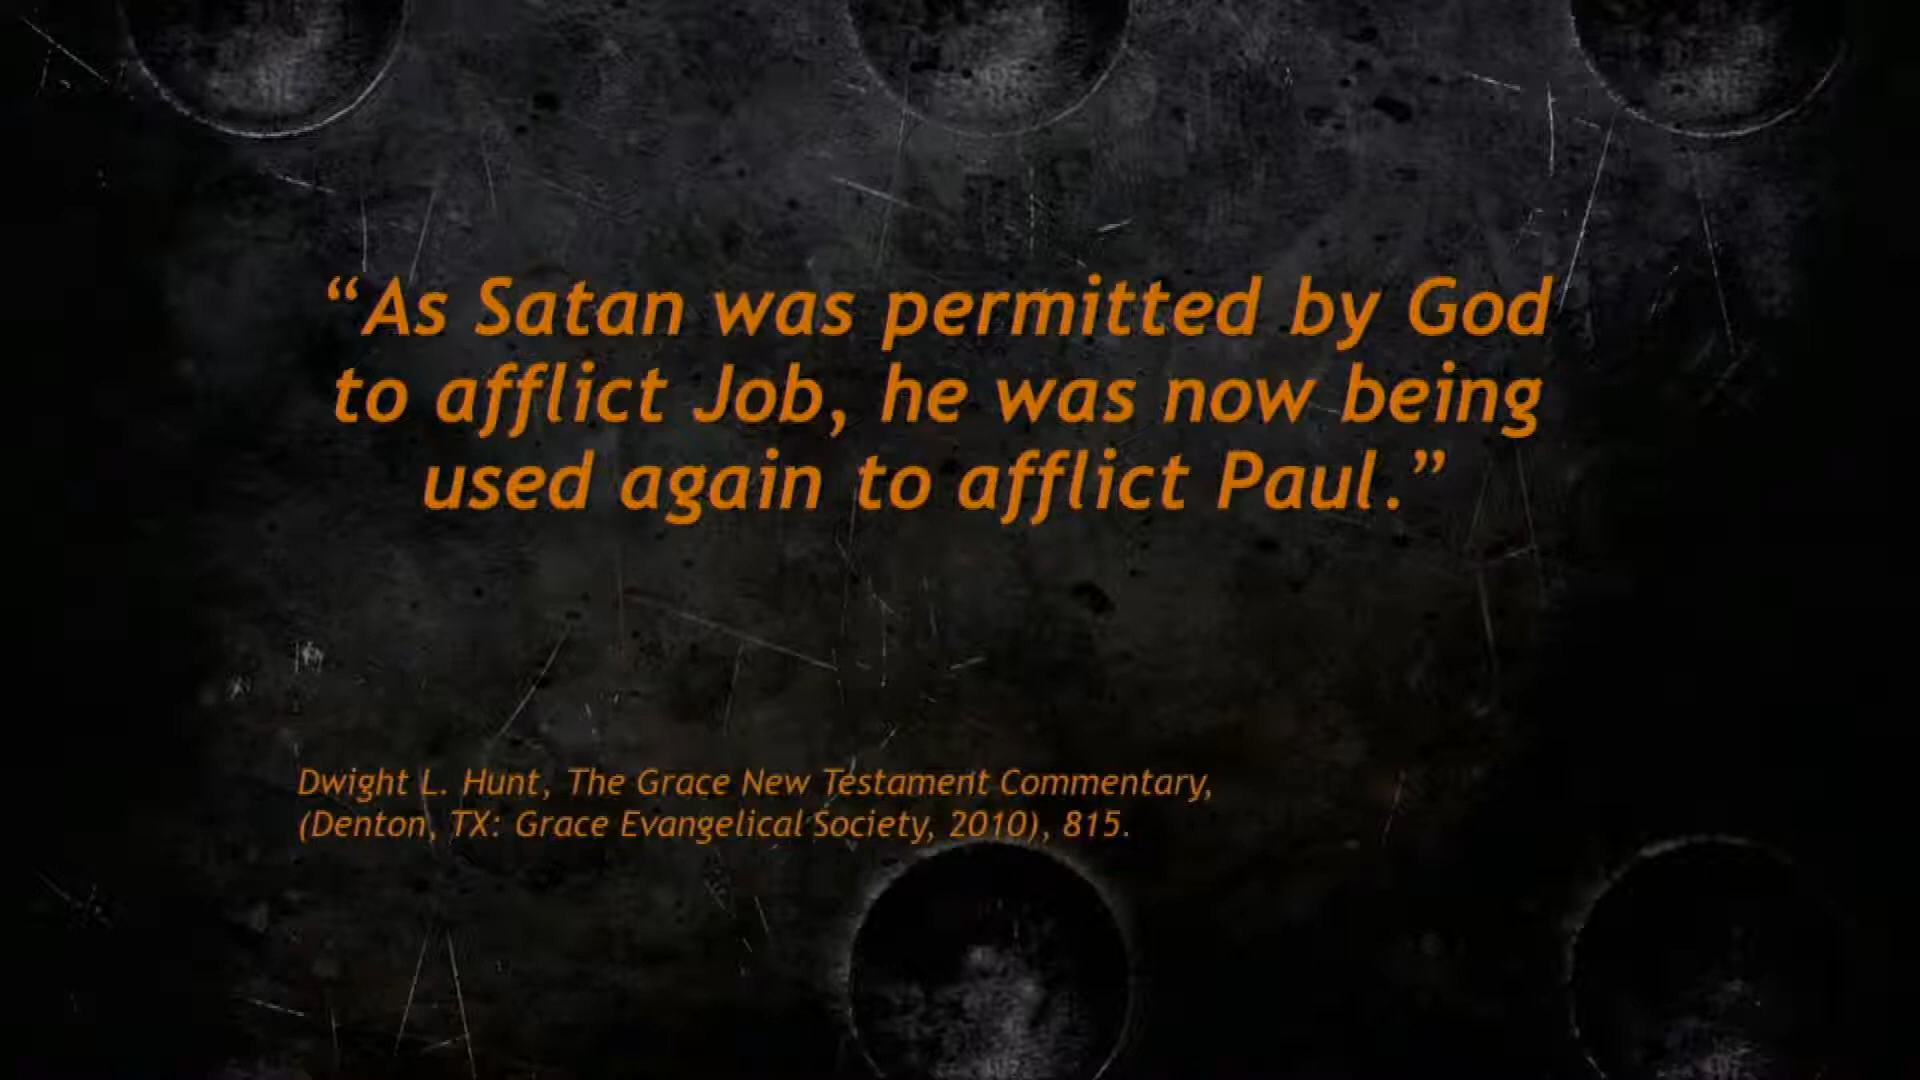 “As Satan was permitted by God
to afflict Job, he was now being
used again to afflict Paul.”
Dwight L. Hunt, The Grace New Testament Commentary,
(Denton, TX: Grace Evangelical Society, 2010), 815.